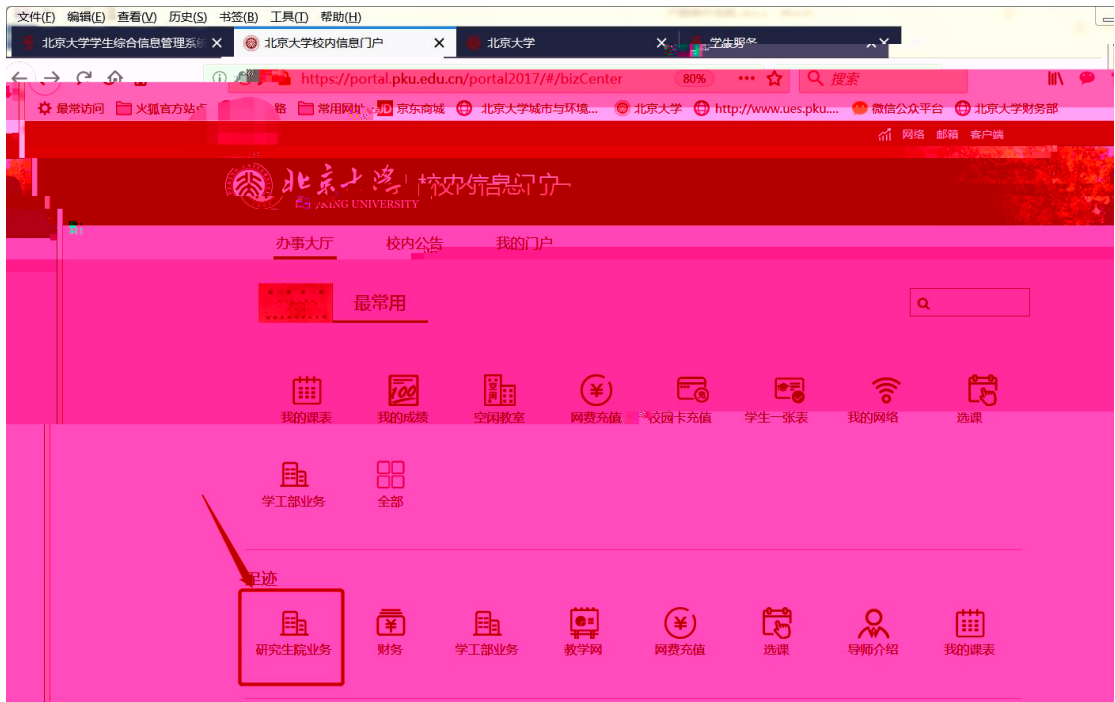 文件(F) 编辑(E) 查看(V) 历史(S) 书签(B) 工具(T) 帮助(H)
北京大学学生综合信息管理系统 北京大学校内信息门户 北京大学 学生服务
https://portal.pku.edu.cn/portal2017/#/bizCenter 80% 搜索
最常访问 火狐官方站点 常用网址 JD 京东商城 北京大学城市与环境... 北京大学 http://www.ues.pku.... 微信公众平台 北京大学财务部
网络 邮箱 客户端
北京大学 校内信息门户
PEKING UNIVERSITY
办事大厅 校内公告 我的门户
最常用
我的课表 我的成绩 空闲教室 网费充值 校园卡充值 学生一张表 我的网络 选课
学工部业务 全部
足迹
研究生院业务 财务 学工部业务 教学网 网费充值 选课 导师介绍 我的课表